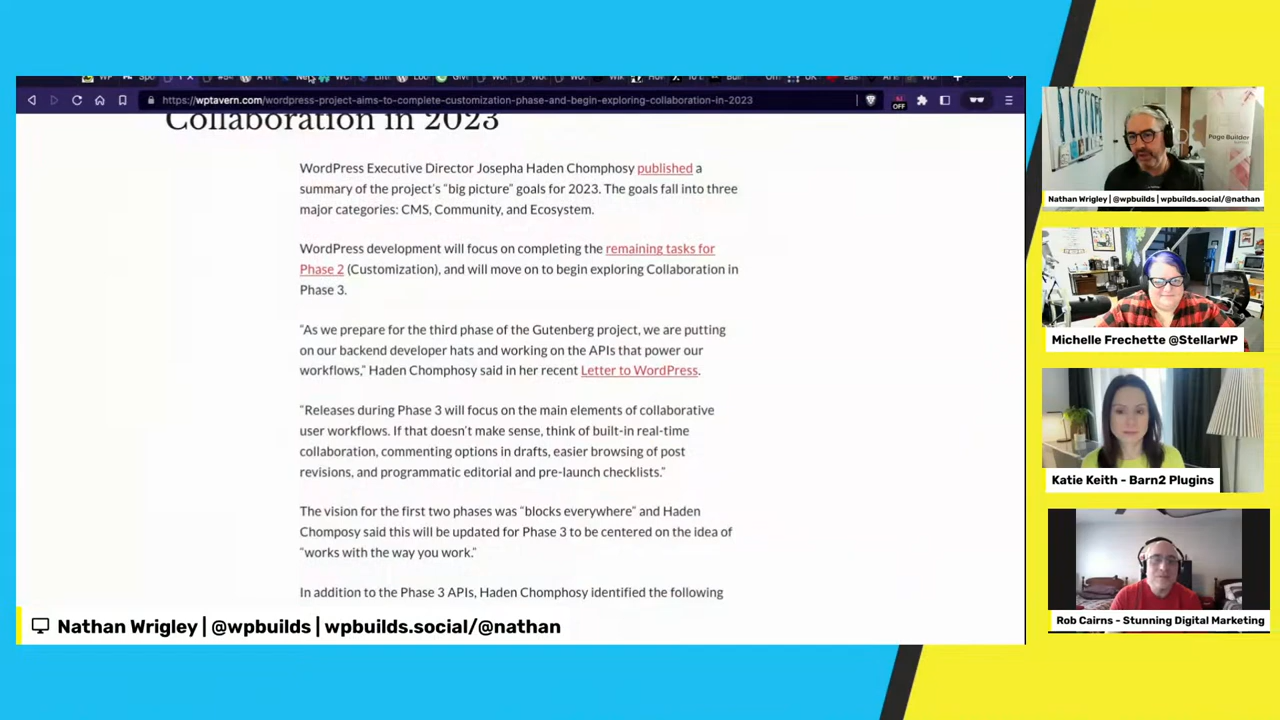 https://wptavern.com/wordpress-project-aims-to-complete-customization-phase-and-begin-exploring-collaboration-in-2023
OFF
Collaboration in 2023
WordPress Executive Director Josepha Haden Chomphosy published a
summary of the project's "big picture" goals for 2023. The goals fall into three
major categories: CMS, Community, and Ecosystem.
WordPress development will focus on completing the remaining tasks for
Phase 2 (Customization), and will move on to begin exploring Collaboration in
Phase 3.
"As we prepare for the third phase of the Gutenberg project, we are putting
on our backend developer hats and working on the APIs that power our
workflows," Haden Chomphosy said in her recent Letter to WordPress.
"Releases during Phase 3 will focus on the main elements of collaborative
user workflows. If that doesn't make sense, think of built-in real-time
collaboration, commenting options in drafts, easier browsing of post
revisions, and programmatic editorial and pre-launch checklists."
The vision for the first two phases was "blocks everywhere" and Haden
Chomposy said this will be updated for Phase 3 to be centered on the idea of
"works with the way you work."
In addition to the Phase 3 APIs, Haden Chomphosy identified the following
Nathan Wrigley | @wpbuilds | wpbuilds.social/@nathan
Page Builder
Nathan Wrigley | @wpbuilds | wpbuilds.social/@nathan
Michelle Frechette @StellarWP
Katie Keith - Barn2 Plugins
Rob Cairns - Stunning Digital Marketing